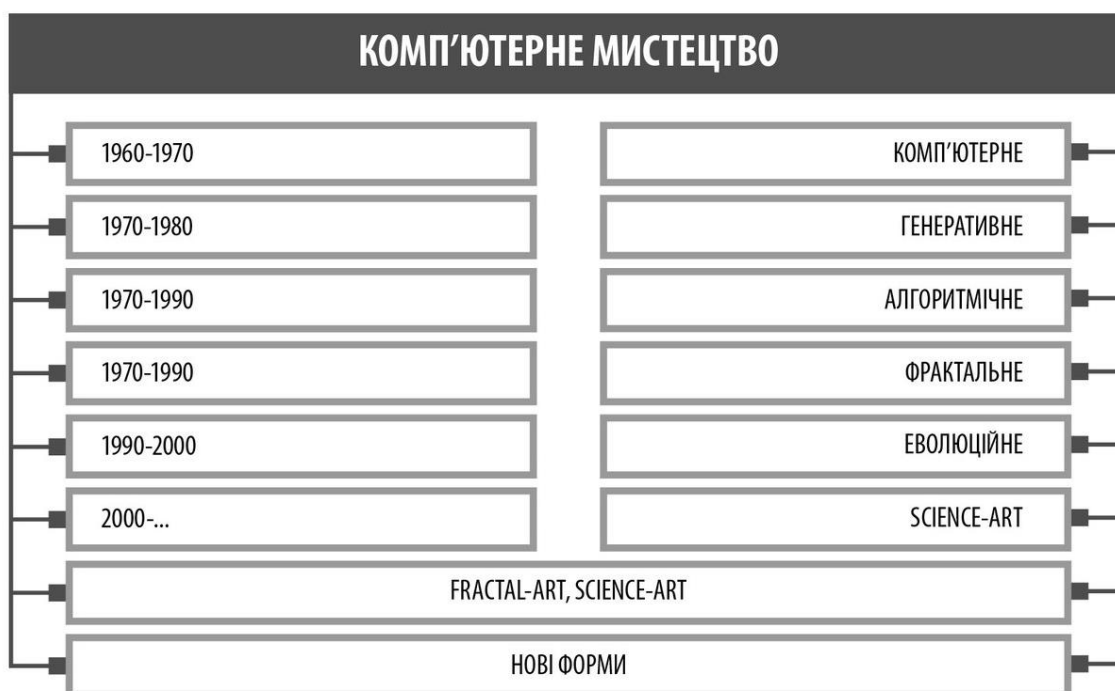 КОМП’ЮТЕРНЕ МИСТЕЦТВО
1960-1970 КОМП’ЮТЕРНЕ
1970-1980 ГЕНЕРАТИВНЕ
1970-1990 АЛГОРИТМІЧНЕ
1970-1990 ФРАКТАЛЬНЕ
1990-2000 ЕВОЛЮЦІЙНЕ
2000-... SCIENCE-ART
FRACTAL-ART, SCIENCE-ART
НОВІ ФОРМИ